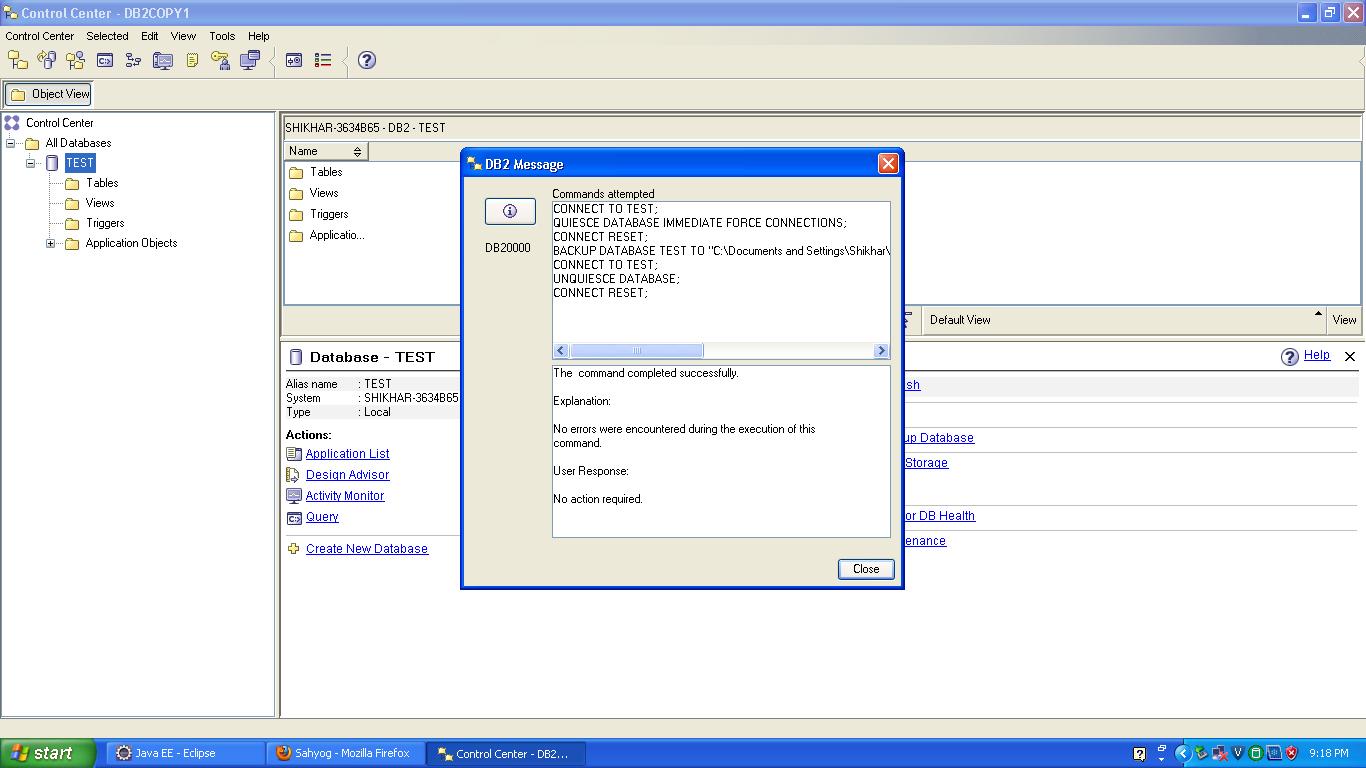 Control Center - DB2COPY1
Control Center Selected Edit View Tools Help
Object View
Control Center
All Databases
TEST
Tables
Views
Triggers
Application Objects
SHIKHAR-3634B65 - DB2 - TEST
Name
Tables
Views
Triggers
Applicatio...
Default View
View
Database - TEST
Help
Alias name : TEST
System : SHIKHAR-3634B65
Type : Local
Actions:
Application List
Design Advisor
Activity Monitor
Query
Create New Database
sh
up Database
Storage
or DB Health
enance
DB2 Message
DB20000
Commands attempted
CONNECT TO TEST;
QUIESCE DATABASE IMMEDIATE FORCE CONNECTIONS;
CONNECT RESET;
BACKUP DATABASE TEST TO "C:\Documents and Settings\Shikhar\
CONNECT TO TEST;
UNQUIESCE DATABASE;
CONNECT RESET;
The command completed successfully.
Explanation:
No errors were encountered during the execution of this
command.
User Response:
No action required.
Close
start
Java EE - Eclipse
Sahyog - Mozilla Firefox
Control Center - DB2...
9:18 PM